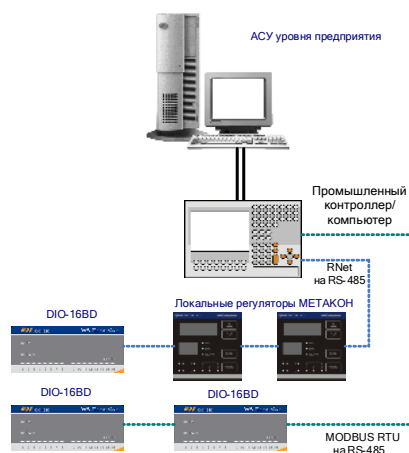 АСУ уровня предприятия
Промышленный
контроллер/
компьютер
RNet
на RS-485
Локальные регуляторы МЕТАКОН
DIO-16BD
DIO-16BD
DIO-16BD
MODBUS RTU
на RS-485